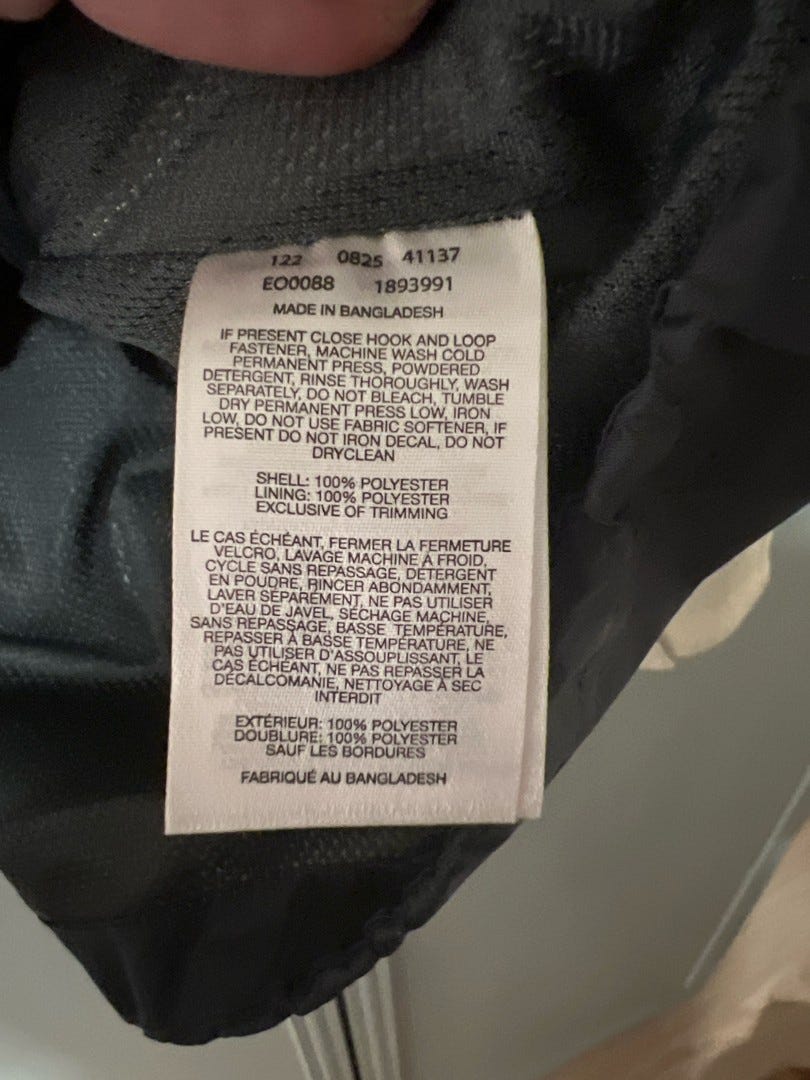 122 0825 41137
EO0088 1893991
MADE IN BANGLADESH
IF PRESENT CLOSE HOOK AND LOOP
FASTENER, MACHINE WASH COLD
PERMANENT PRESS, POWDERED
DETERGENT, RINSE THOROUGHLY, WASH
SEPARATELY, DO NOT BLEACH, TUMBLE
DRY PERMANENT PRESS LOW, IRON
LOW, DO NOT USE FABRIC SOFTENER, IF
PRESENT DO NOT IRON DECAL, DO NOT
DRYCLEAN
SHELL: 100% POLYESTER
LINING: 100% POLYESTER
EXCLUSIVE OF TRIMMING
LE CAS ÉCHÉANT, FERMER LA FERMETURE
VELCRO, LAVAGE MACHINE À FROID,
CYCLE SANS REPASSAGE, DÉTERGENT
EN POUDRE, RINCER ABONDAMMENT,
LAVER SÉPARÉMENT, NE PAS UTILISER
D'EAU DE JAVEL, SÉCHAGE MACHINE,
SANS REPASSAGE, BASSE TEMPÉRATURE,
REPASSER À BASSE TEMPÉRATURE, NE
PAS UTILISER D'ASSOUPLISSANT, LE
CAS ÉCHÉANT, NE PAS REPASSER LA
DÉCALCOMANIE, NETTOYAGE À SEC
INTERDIT
EXTÉRIEUR: 100% POLYESTER
DOUBLURE: 100% POLYESTER
SAUF LES BORDURES
FABRIQUÉ AU BANGLADESH